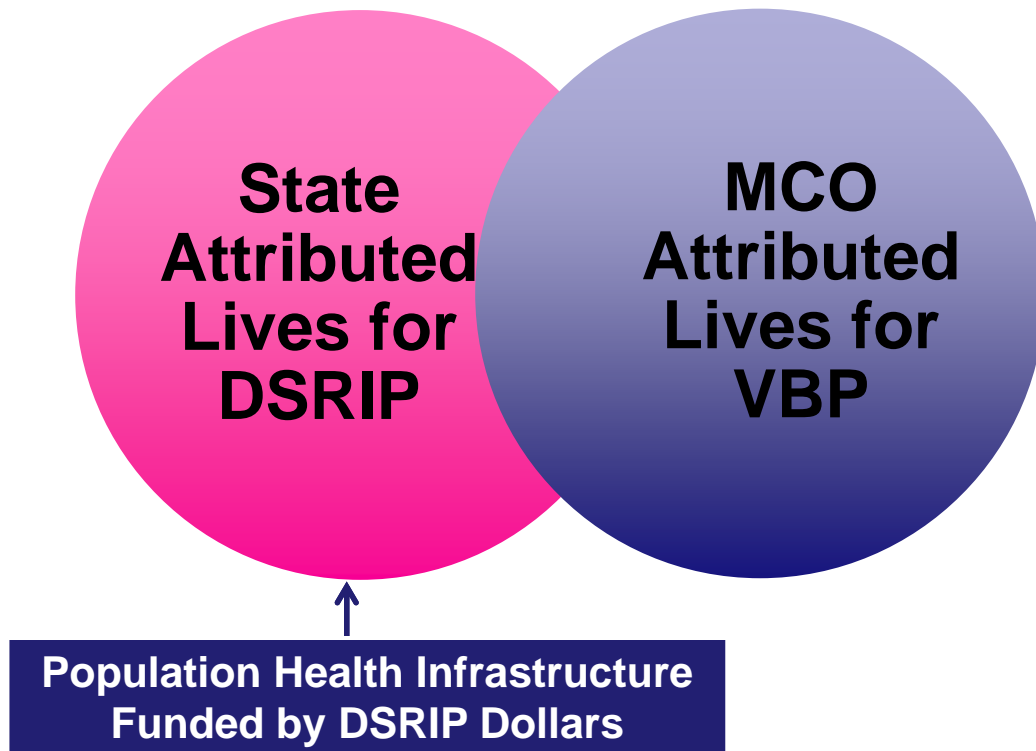 State
Attributed
Lives for
DSRIP
MCO
Attributed
Lives for
VBP
Population Health Infrastructure
Funded by DSRIP Dollars